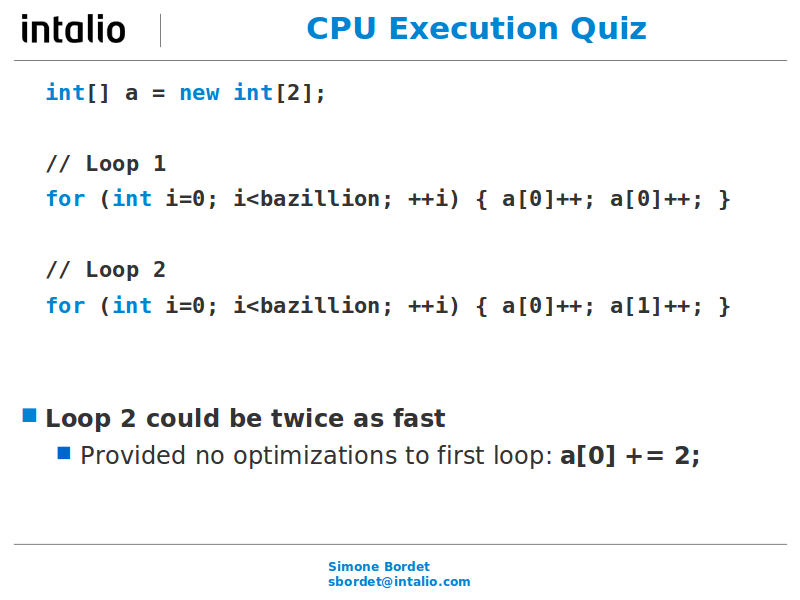 intalio
CPU Execution Quiz
int[] a = new int[2];
// Loop 1
for (int i=0; i<bazillion; ++i) { a[0]++; a[0]++; }
// Loop 2
for (int i=0; i<bazillion; ++i) { a[0]++; a[1]++; }
Loop 2 could be twice as fast
Provided no optimizations to first loop: a[0] += 2;
Simone Bordet
sbordet@intalio.com